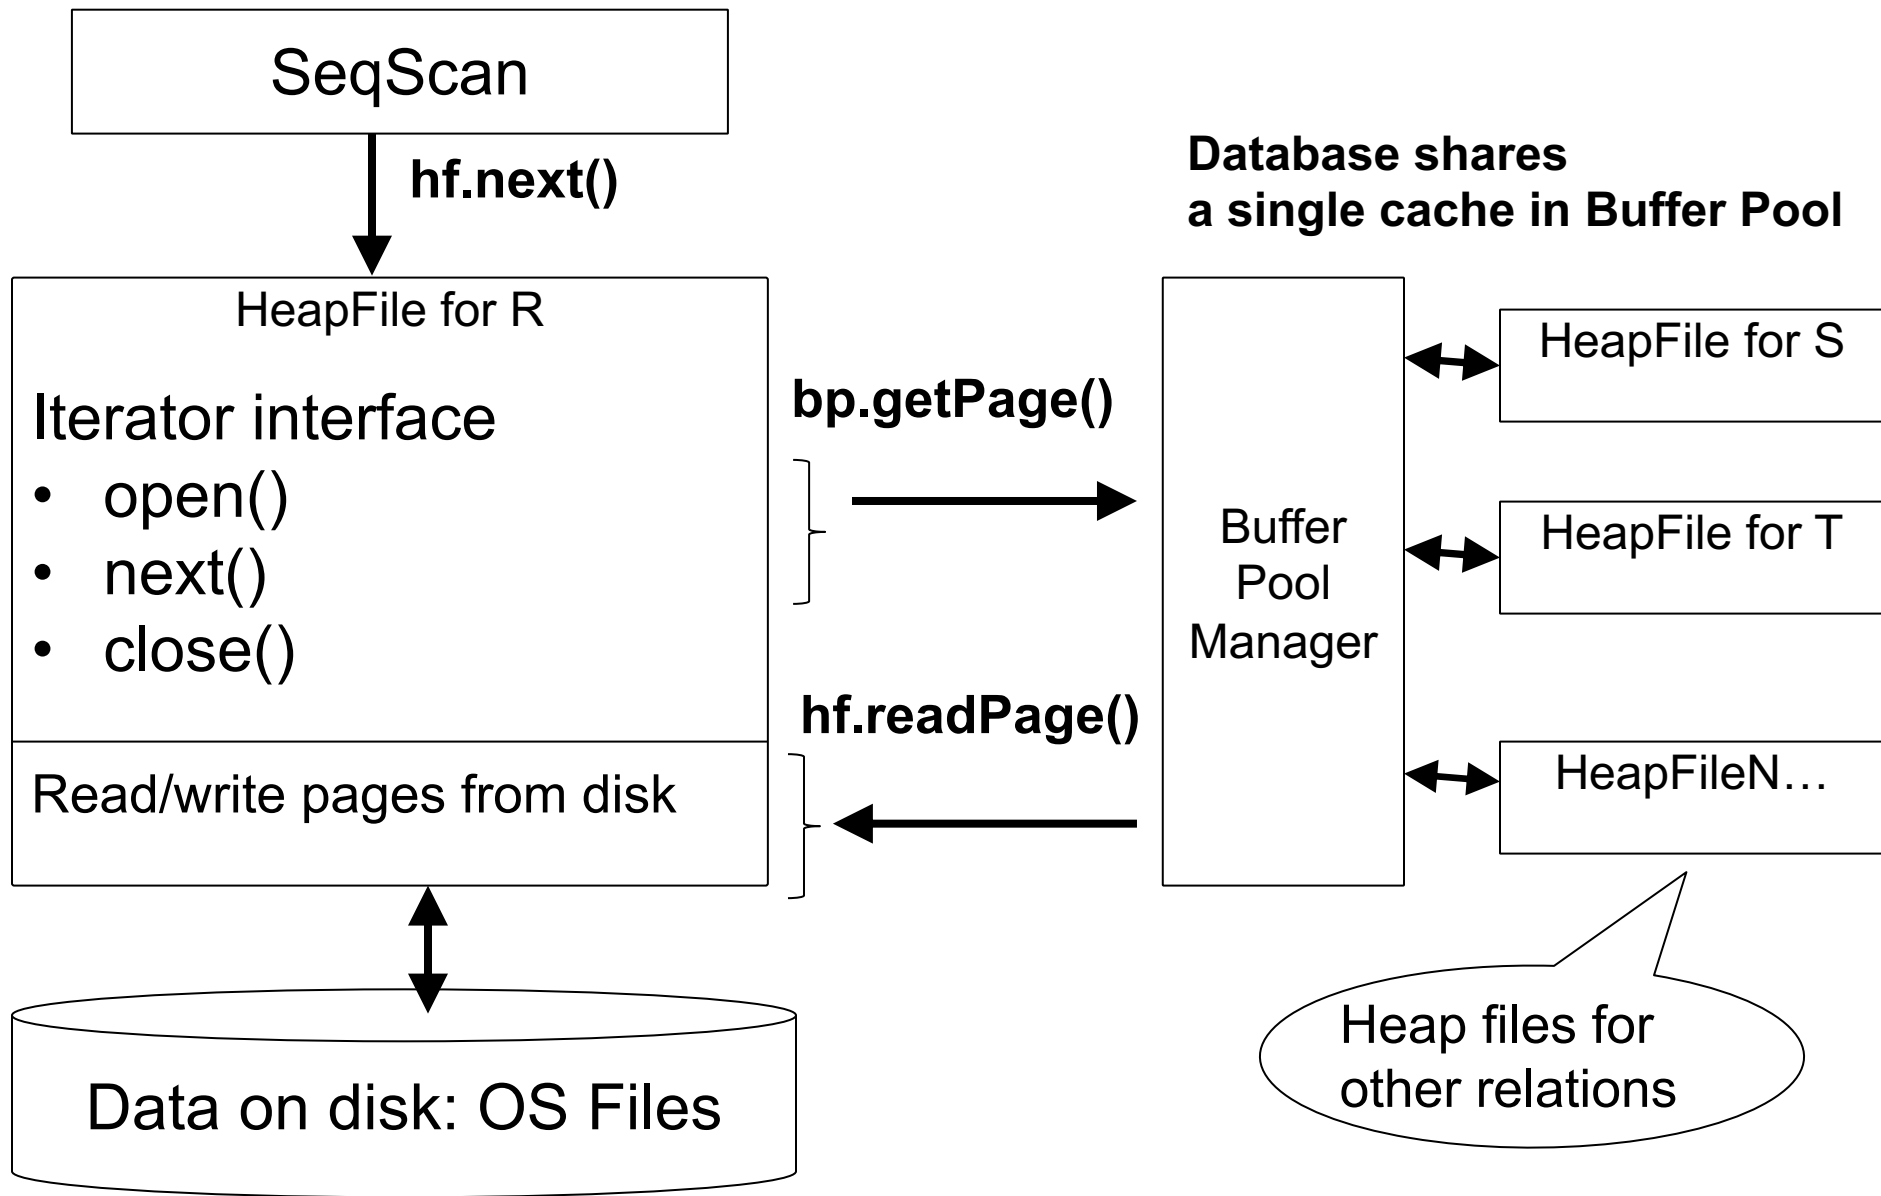 SeqScan
hf.next()
Database shares
a single cache in Buffer Pool
HeapFile for R
Iterator interface
• open()
• next()
• close()
Read/write pages from disk
bp.getPage()
hf.readPage()
Buffer
Pool
Manager
HeapFile for S
HeapFile for T
HeapFileN…
Data on disk: OS Files
Heap files for
other relations